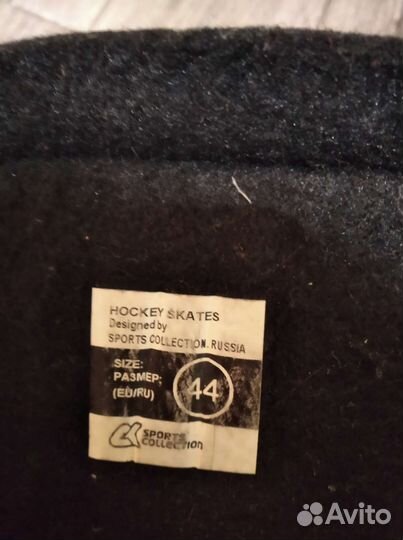 HOCKEY SKATES
Designed by
SPORTS COLLECTION. RUSSIA
SIZE:
РАЗМЕР:
(EU/RU)
44
SPORTS
COLLECTION
Avito